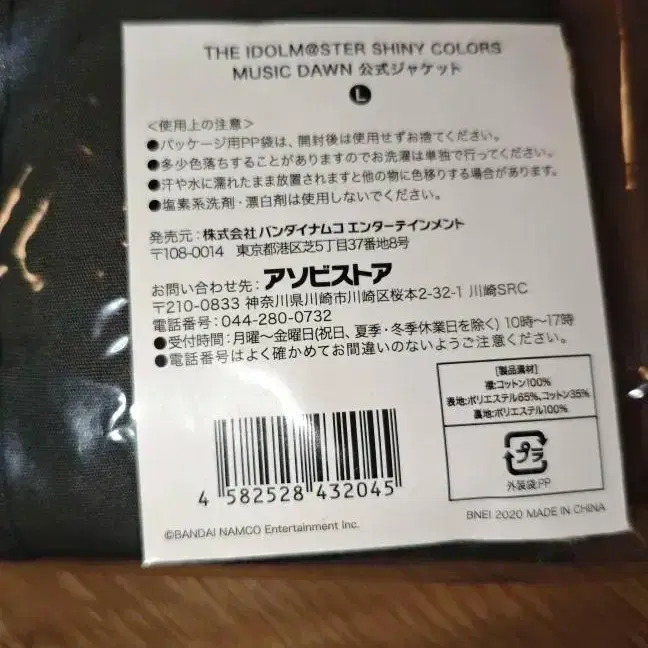 THE IDOLM@STER SHINY COLORS
MUSIC DAWN 公式ジャケット
L
＜使用上の注意＞
●パッケージ用PP袋は、開封後は使用せずお捨てください。
●多少色落ちすることがありますのでお洗濯は単独で行ってください。
●汗や水に濡れたまま放置されますと他の物に色移りする場合があります。
●塩素系洗剤・漂白剤は使用しないでください。
発売元：株式会社バンダイナムコエンターテインメント
〒108-0014 東京都港区芝5丁目37番地8号
お問い合わせ先：アソビストア
〒210-0833 神奈川県川崎市川崎区桜本2-32-1 川崎SRC
電話番号：044-280-0732
●受付時間：月曜～金曜日(祝日、夏季・冬季休業日を除く) 10時～17時
●電話番号はよく確かめてお間違いのないようご注意ください。
[製品素材]
襟:コットン100%
表地:ポリエステル65%、コットン35%
裏地:ポリエステル100%
プラ
外装袋:PP
4 582528 432045
BNEI 2020 MADE IN CHINA
©BANDAI NAMCO Entertainment Inc.